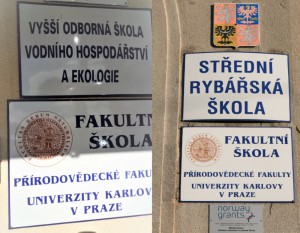 VYŠŠÍ ODBORNÁ ŠKOLA
VODNÍHO HOSPODÁŘSTVÍ
A EKOLOGIE
FAKULTNÍ
ŠKOLA
PŘÍRODOVĚDECKÉ FAKULTY
UNIVERZITY KARLOVY
V PRAZE
STŘEDNÍ
RYBÁŘSKÁ
ŠKOLA
FAKULTNÍ
ŠKOLA
PŘÍRODOVĚDECKÉ FAKULTY
UNIVERZITY KARLOVY
V PRAZE
norway
grants